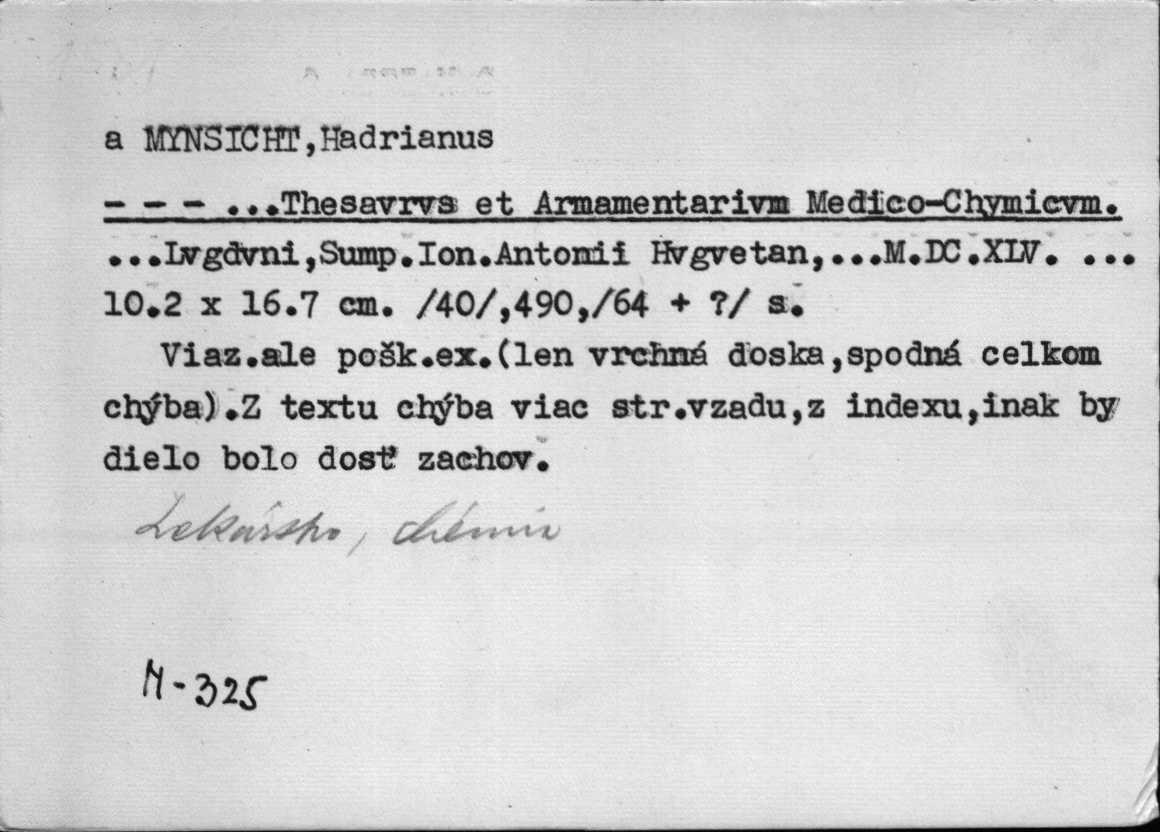 a MYNSICHT,Hadrianus
- - - ...Thesavrvs et Armamentarivm Medico-Chymicvm.
...Lvgdvni,Sump.Ion.Antonii Hvgvetan,...M.DC.XLV. ...
10.2 x 16.7 cm. /40/,490,/64 + ?/ s.
Viaz.ale pošk.ex.(len vrchná doska,spodná celkom
chýba).Z textu chýba viac str.vzadu,z indexu,inak by
dielo bolo dosť zachov.
Lekárstvo, chémia
M-325